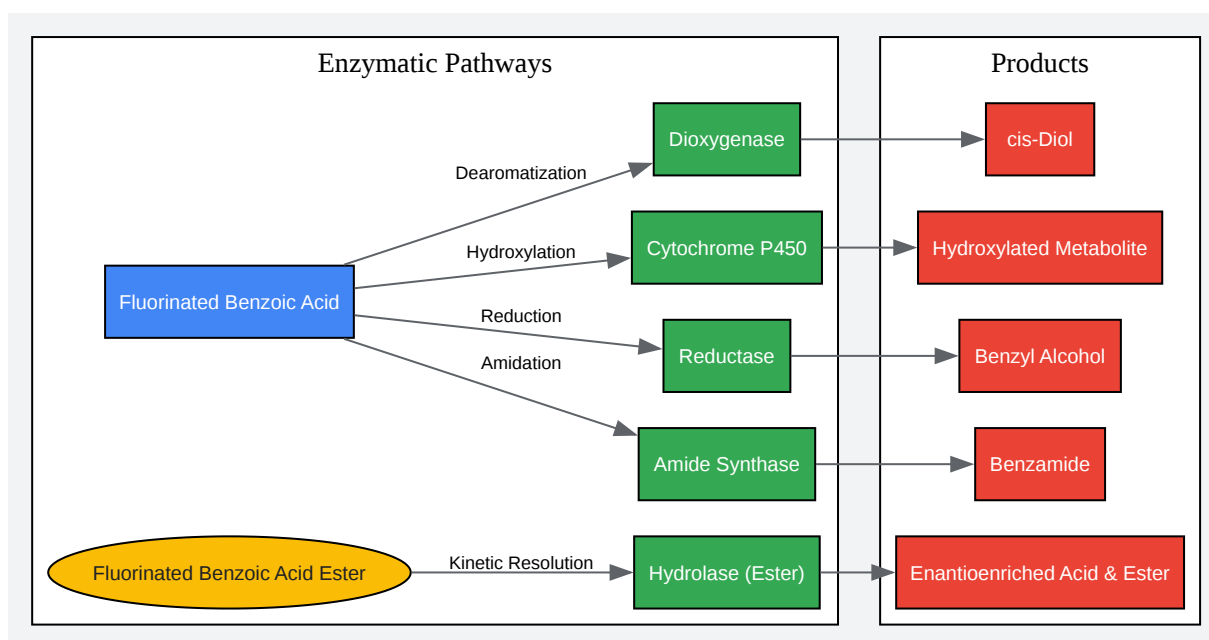 Enzymatic Pathways
Products
Dearomatization
Dioxygenase
cis-Diol
Hydroxylation
Cytochrome P450
Hydroxylated Metabolite
Fluorinated Benzoic Acid
Reduction
Reductase
Benzyl Alcohol
Amidation
Amide Synthase
Benzamide
Fluorinated Benzoic Acid Ester
Kinetic Resolution
Hydrolase (Ester)
Enantioenriched Acid & Ester